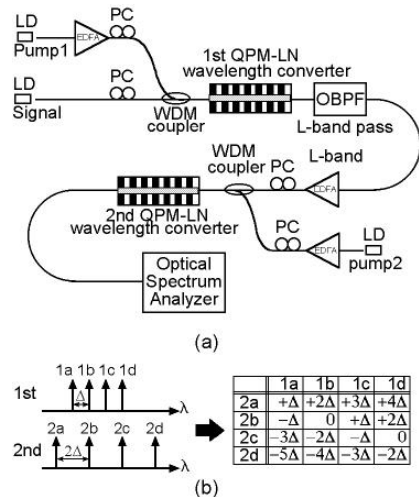 LD
Pump1
EDFA
PC
1st QPM-LN
wavelength converter
PC
OBPF
LD
Signal
WDM
coupler
L-band pass
WDM
coupler
PC
L-band
EDFA
2nd QPM-LN
wavelength converter
PC
EDFA
LD
pump2
Optical
Spectrum
Analyzer
(a)
1a 1b 1c 1d
1st
Δ
λ
2a 2b 2c 2d
2nd
2Δ
λ
1a 1b 1c 1d
2a +Δ +2Δ +3Δ +4Δ
2b -Δ 0 +Δ +2Δ
2c -3Δ -2Δ -Δ 0
2d -5Δ -4Δ -3Δ -2Δ
(b)